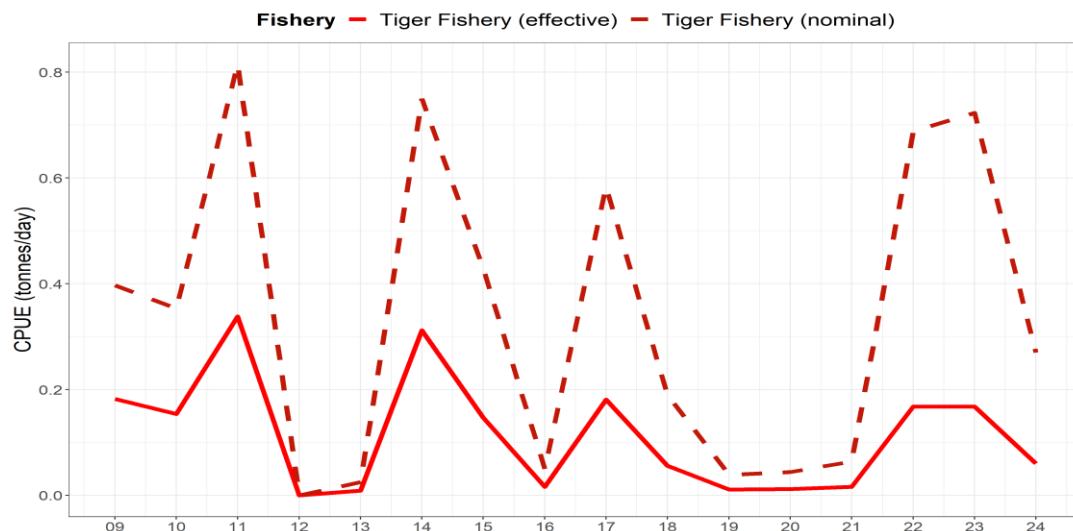 Fishery Tiger Fishery (effective) Tiger Fishery (nominal)
CPUE (tonnes/day)
0.8
0.6
0.4
0.2
0.0
09 10 11 12 13 14 15 16 17 18 19 20 21 22 23 24